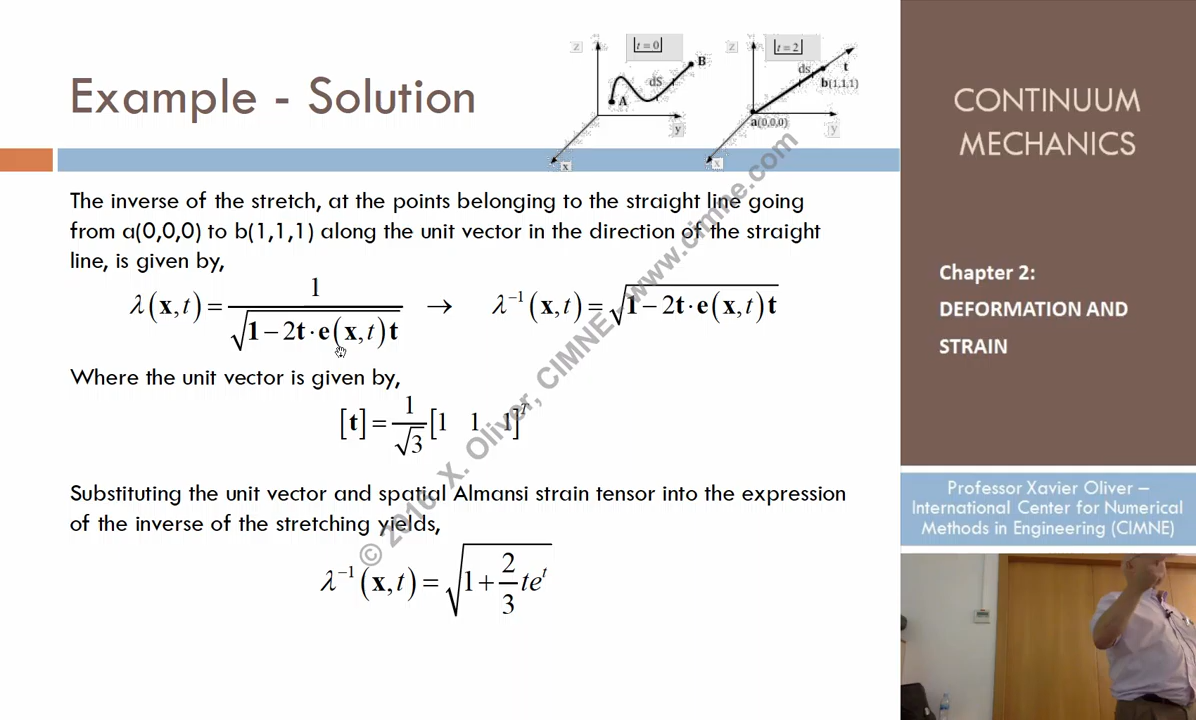 Example - Solution
z
t = 0
B
dS
A
y
x
z
t = 2
ds
t
b(1,1,1)
a(0,0,0)
y
x
The inverse of the stretch, at the points belonging to the straight line going
from a(0,0,0) to b(1,1,1) along the unit vector in the direction of the straight
line, is given by,
λ(x,t) = 1 / √(1 − 2t · e(x,t)t) → λ⁻¹(x,t) = √(1 − 2t · e(x,t)t)
Where the unit vector is given by,
[t] = 1/√3 [1 1 1]ᵀ
Substituting the unit vector and spatial Almansi strain tensor into the expression
of the inverse of the stretching yields,
λ⁻¹(x,t) = √(1 + 2/3 teᵗ)
© 2016 X. Oliver, CIMNE - www.cimne.com
CONTINUUM
MECHANICS
Chapter 2:
DEFORMATION AND
STRAIN
Professor Xavier Oliver –
International Center for Numerical
Methods in Engineering (CIMNE)